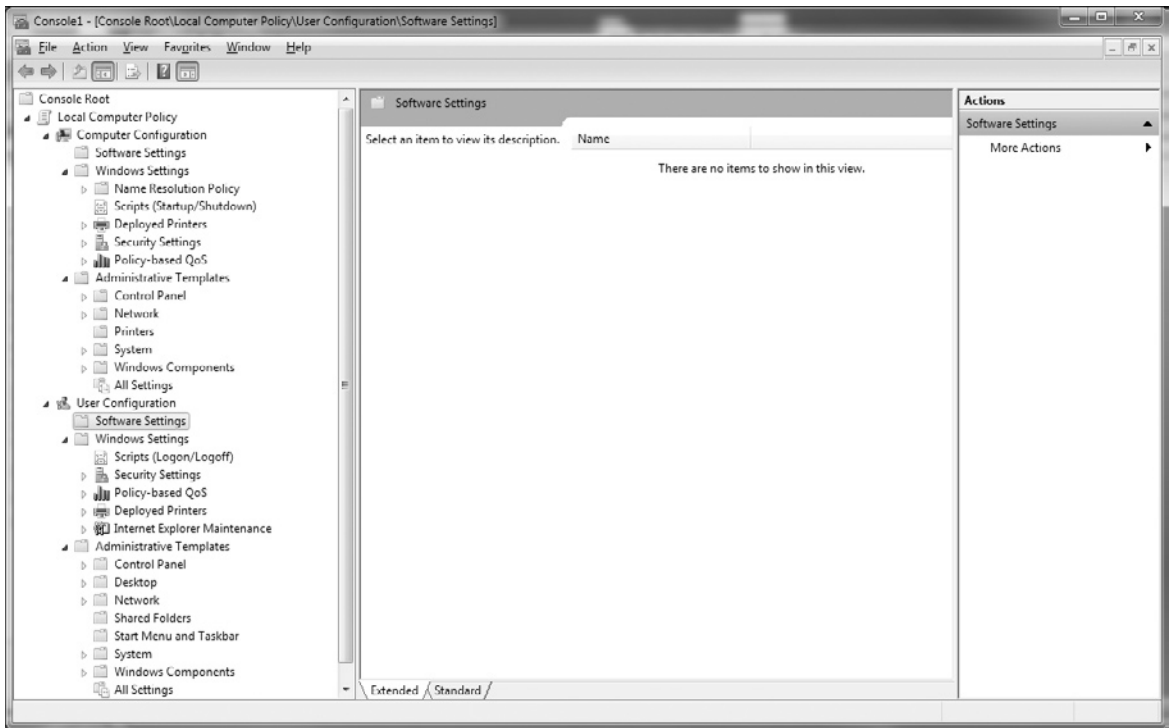 Console1 - [Console Root\Local Computer Policy\User Configuration\Software Settings]
File Action View Favorites Window Help
Console Root
Local Computer Policy
Computer Configuration
Software Settings
Windows Settings
Name Resolution Policy
Scripts (Startup/Shutdown)
Deployed Printers
Security Settings
Policy-based QoS
Administrative Templates
Control Panel
Network
Printers
System
Windows Components
All Settings
User Configuration
Software Settings
Windows Settings
Scripts (Logon/Logoff)
Security Settings
Policy-based QoS
Deployed Printers
Internet Explorer Maintenance
Administrative Templates
Control Panel
Desktop
Network
Shared Folders
Start Menu and Taskbar
System
Windows Components
All Settings
Software Settings
Select an item to view its description.
Name
There are no items to show in this view.
Extended Standard
Actions
Software Settings
More Actions